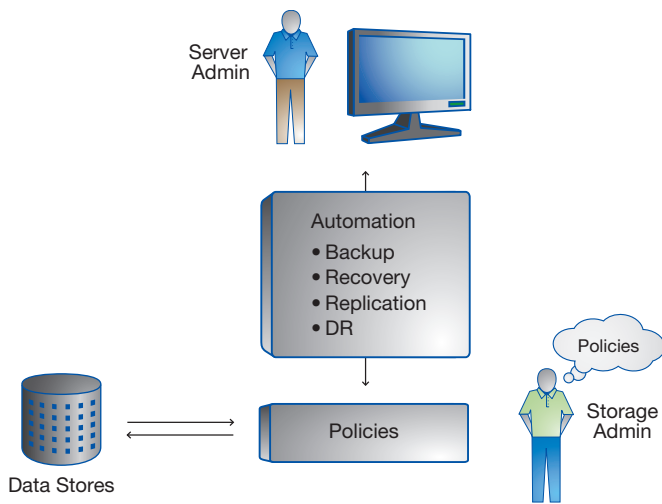 Server
Admin
Automation
• Backup
• Recovery
• Replication
• DR
Policies
Policies
Storage
Admin
Data Stores